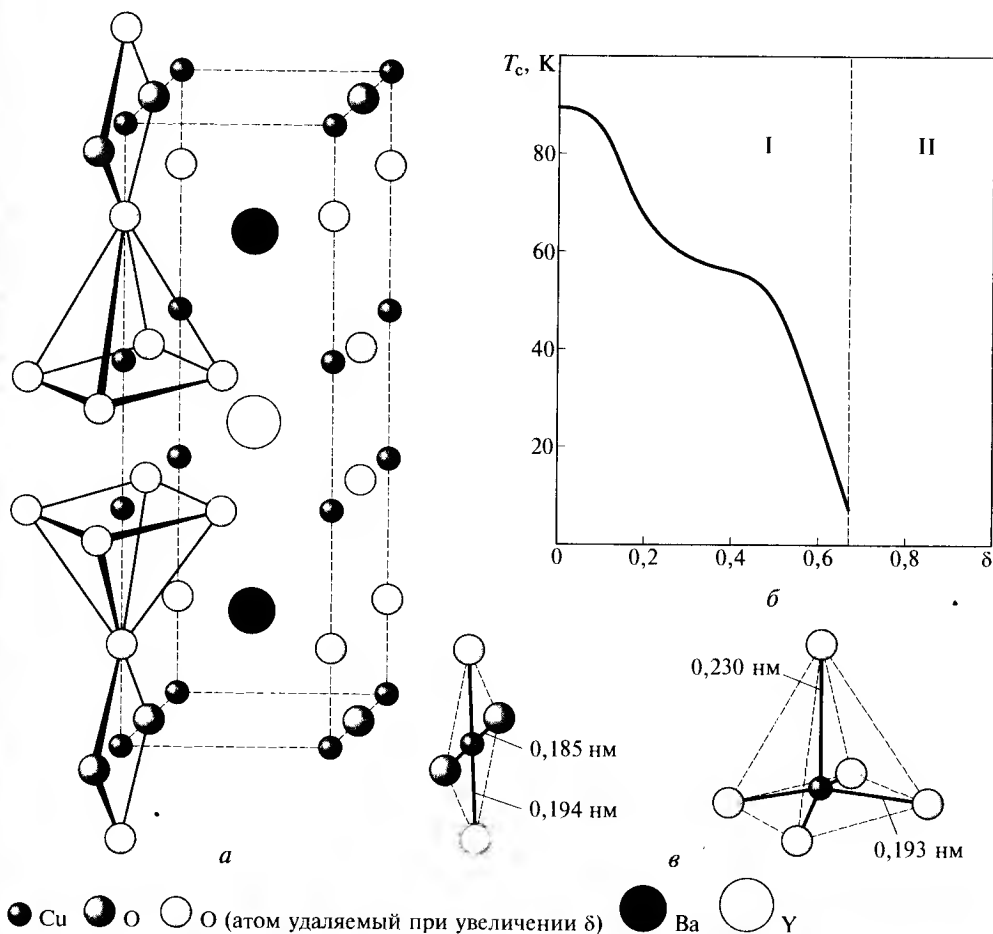 T_c, К
80
60
40
20
I
II
0
0,2
0,4
0,6
0,8
δ
б
0,230 нм
0,185 нм
0,194 нм
0,193 нм
а
в
Cu
O
O (атом удаляемый при увеличении δ)
Ba
Y